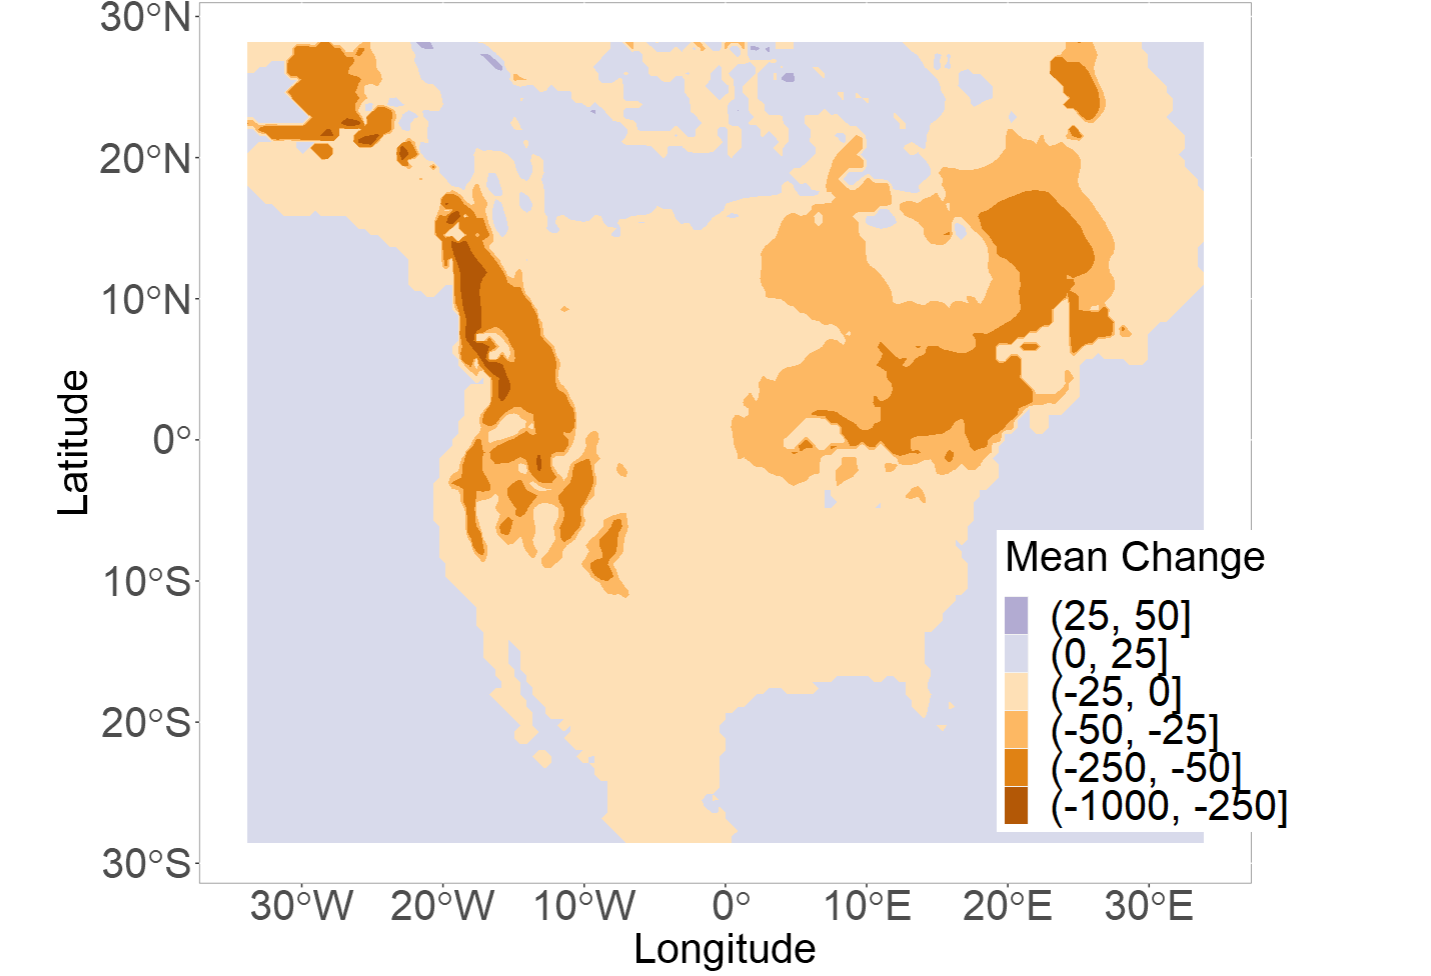 30°N
20°N
10°N
0°
10°S
20°S
30°S
Latitude
30°W
20°W
10°W
0°
10°E
20°E
30°E
Longitude
Mean Change
(25, 50]
(0, 25]
(-25, 0]
(-50, -25]
(-250, -50]
(-1000, -250]